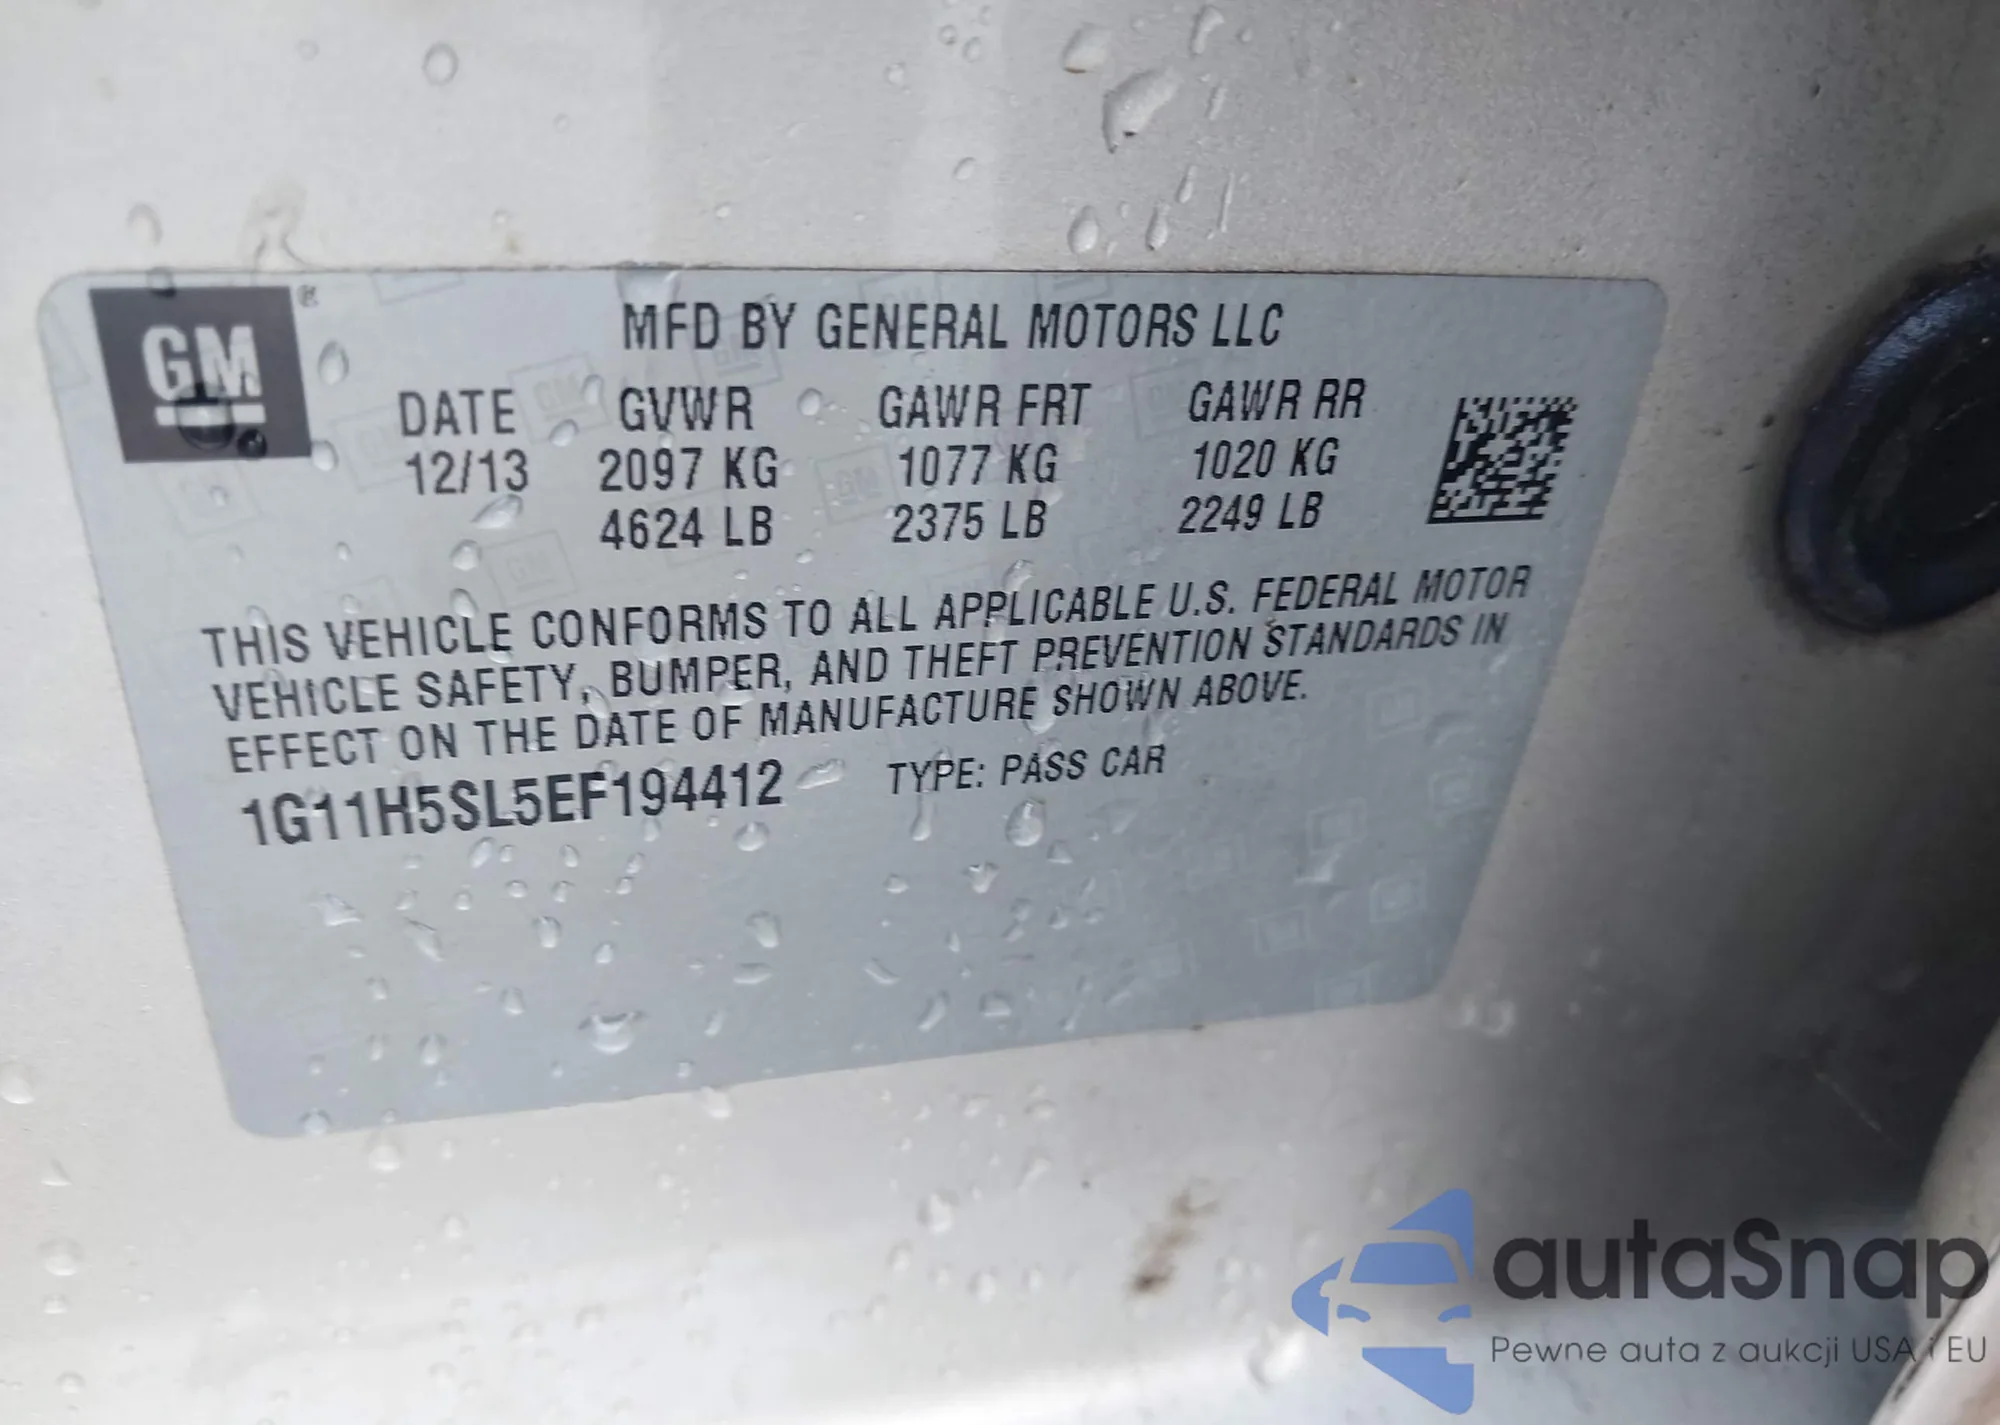 GM ®
MFD BY GENERAL MOTORS LLC
DATE GVWR GAWR FRT GAWR RR
12/13 2097 KG 1077 KG 1020 KG
4624 LB 2375 LB 2249 LB
THIS VEHICLE CONFORMS TO ALL APPLICABLE U.S. FEDERAL MOTOR
VEHICLE SAFETY, BUMPER, AND THEFT PREVENTION STANDARDS IN
EFFECT ON THE DATE OF MANUFACTURE SHOWN ABOVE.
1G11H5SL5EF194412 TYPE: PASS CAR
autaSnap
Pewne auta z aukcji USA i EU